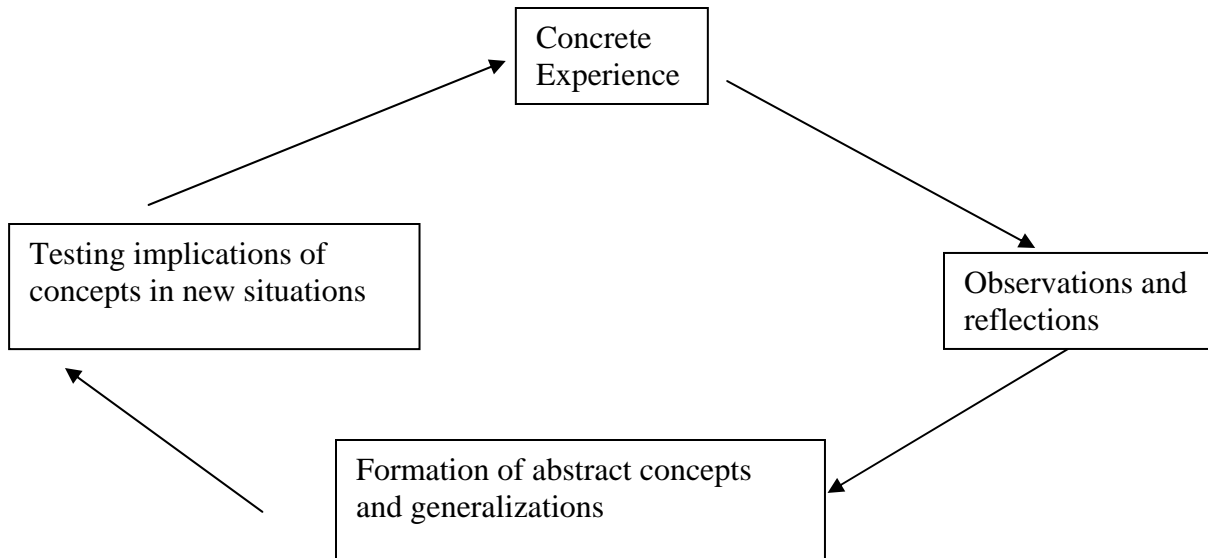 Concrete
Experience
Testing implications of
concepts in new situations
Observations and
reflections
Formation of abstract concepts
and generalizations